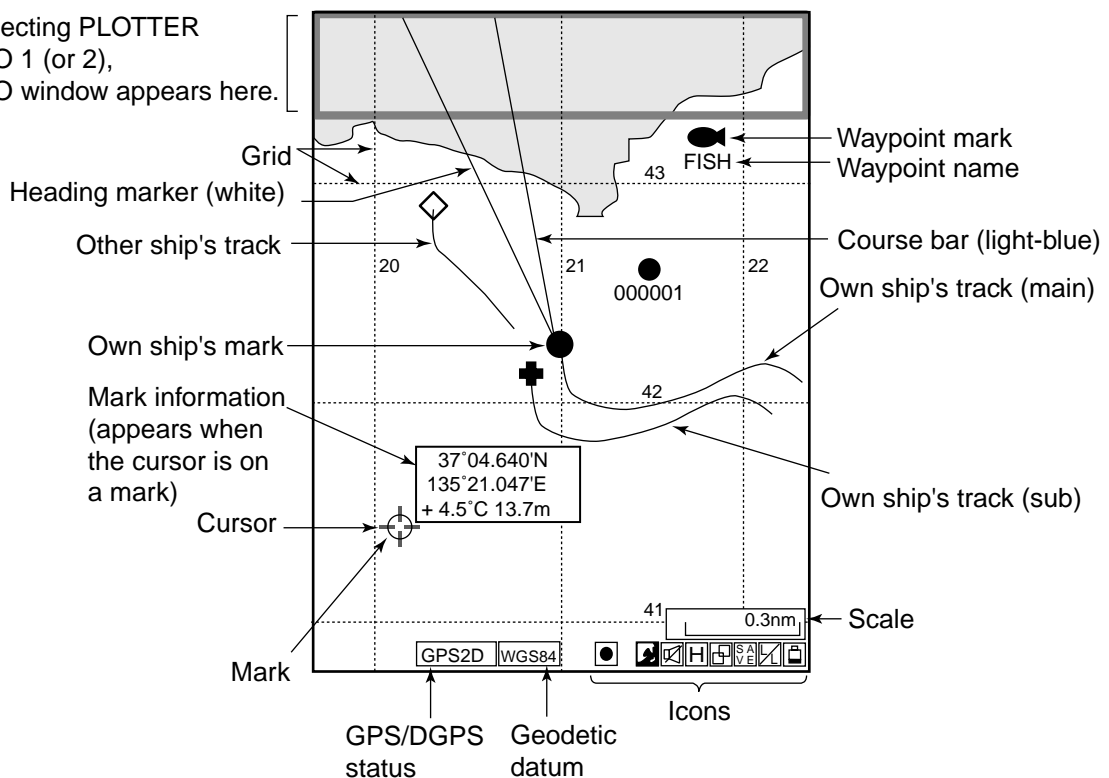 ecting PLOTTER
O 1 (or 2),
O window appears here.
Grid
Heading marker (white)
Other ship's track
Own ship's mark
Mark information
(appears when
the cursor is on
a mark)
Cursor
Mark
FISH
43
20
21
22
000001
42
37°04.640'N
135°21.047'E
+ 4.5°C 13.7m
41
0.3nm
GPS2D
WGS84
H
SA
VE
L/L
Waypoint mark
Waypoint name
Course bar (light-blue)
Own ship's track (main)
Own ship's track (sub)
Scale
Icons
GPS/DGPS
status
Geodetic
datum